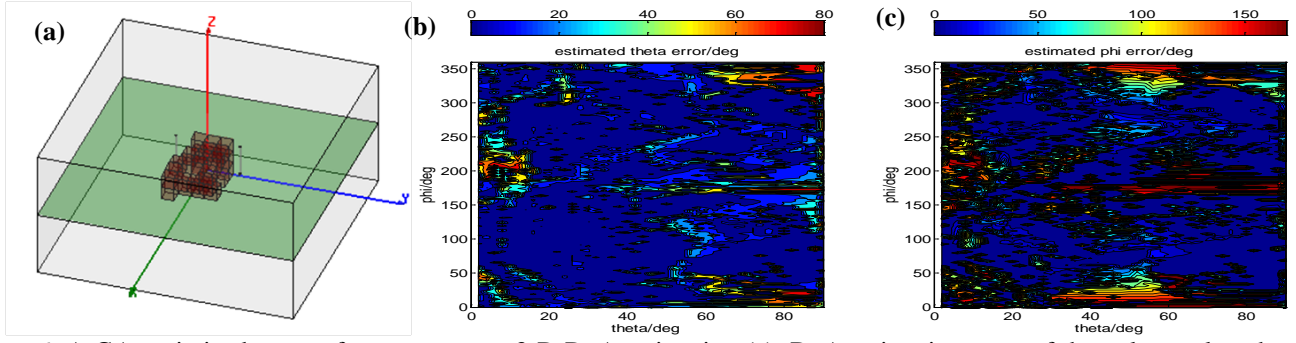 (a)
Z
Y
(b)
0 20 40 60 80
estimated theta error/deg
phi/deg
350
300
250
200
150
100
50
0
0 20 40 60 80
theta/deg
(c)
0 50 100 150
estimated phi error/deg
phi/deg
350
300
250
200
150
100
50
0
0 20 40 60 80
theta/deg